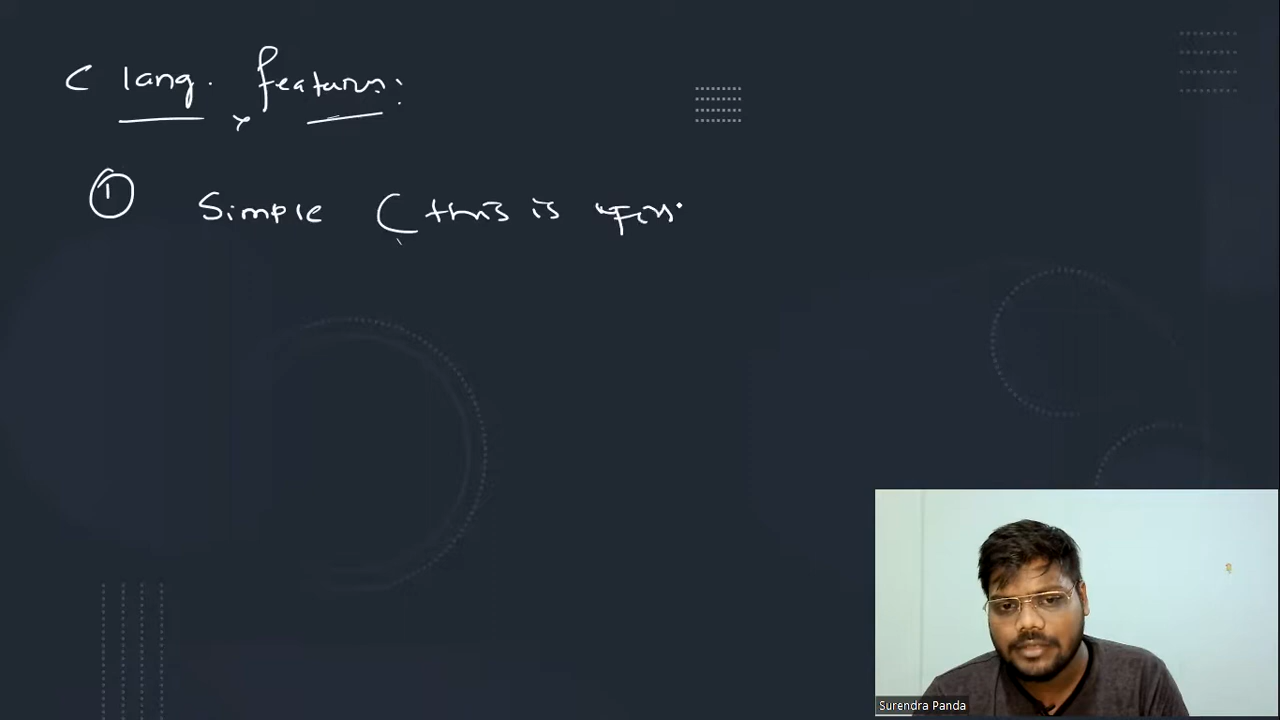 C lang. features:
① Simple ( this is
Surendra Panda